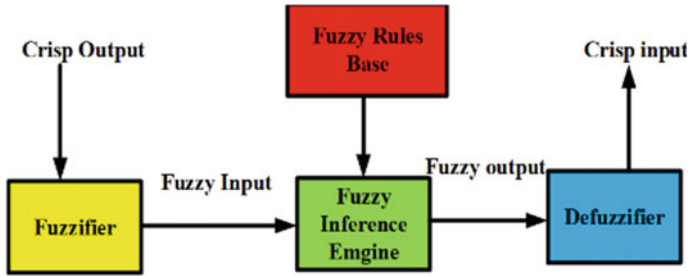 Crisp Output
Fuzzy Rules
Base
Crisp input
Fuzzy Input
Fuzzy output
Fuzzifier
Fuzzy
Inference
Emgine
Defuzzifier